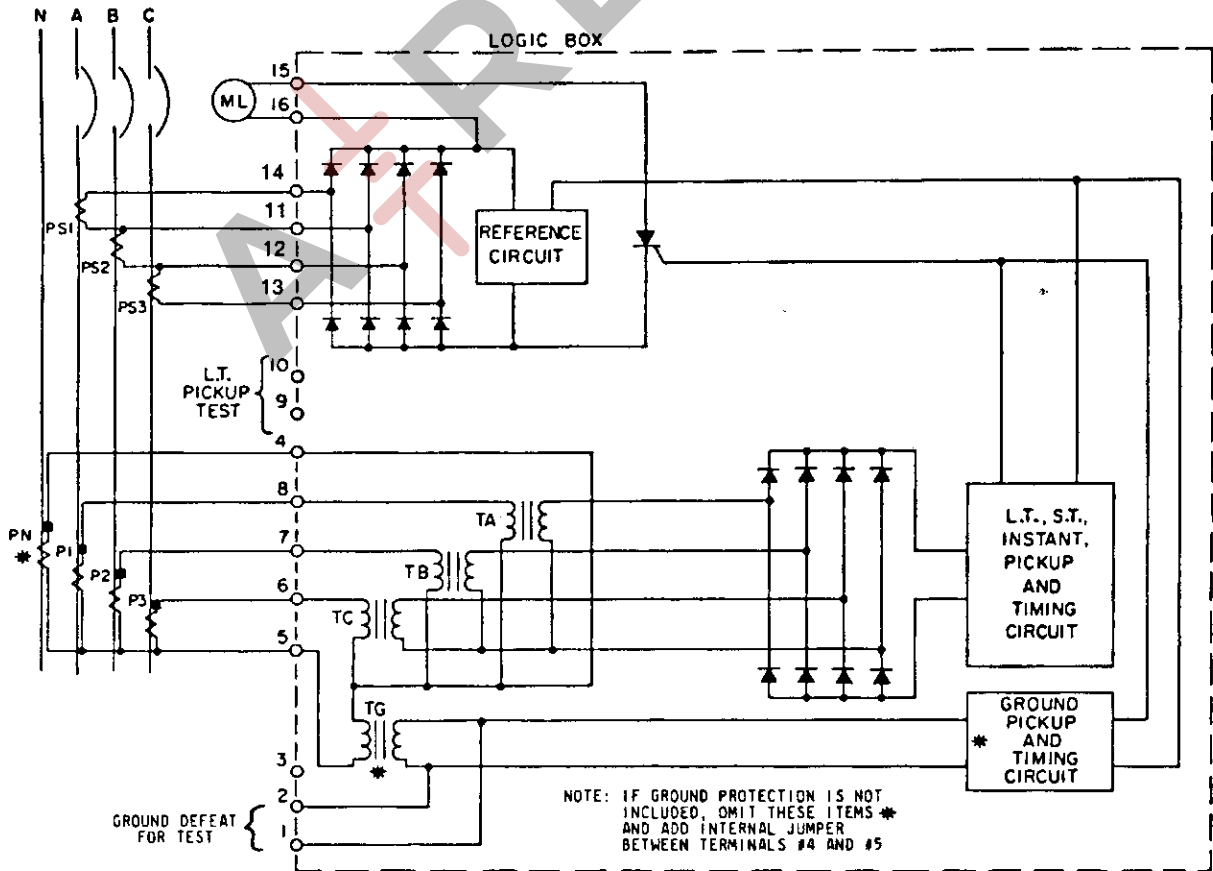 N A B C
LOGIC BOX
15
ML
16
14
11
PS1
12
PS2
13
PS3
REFERENCE
CIRCUIT
10
L.T.
PICKUP
TEST
9
4
8
TA
PN
*
P1
7
TB
P2
6
TC
P3
5
L.T., S.T.,
INSTANT,
PICKUP
AND
TIMING
CIRCUIT
TG
*
3
2
GROUND DEFEAT
FOR TEST
1
GROUND
PICKUP
* AND
TIMING
CIRCUIT
NOTE: IF GROUND PROTECTION IS NOT
INCLUDED, OMIT THESE ITEMS *
AND ADD INTERNAL JUMPER
BETWEEN TERMINALS #4 AND #5